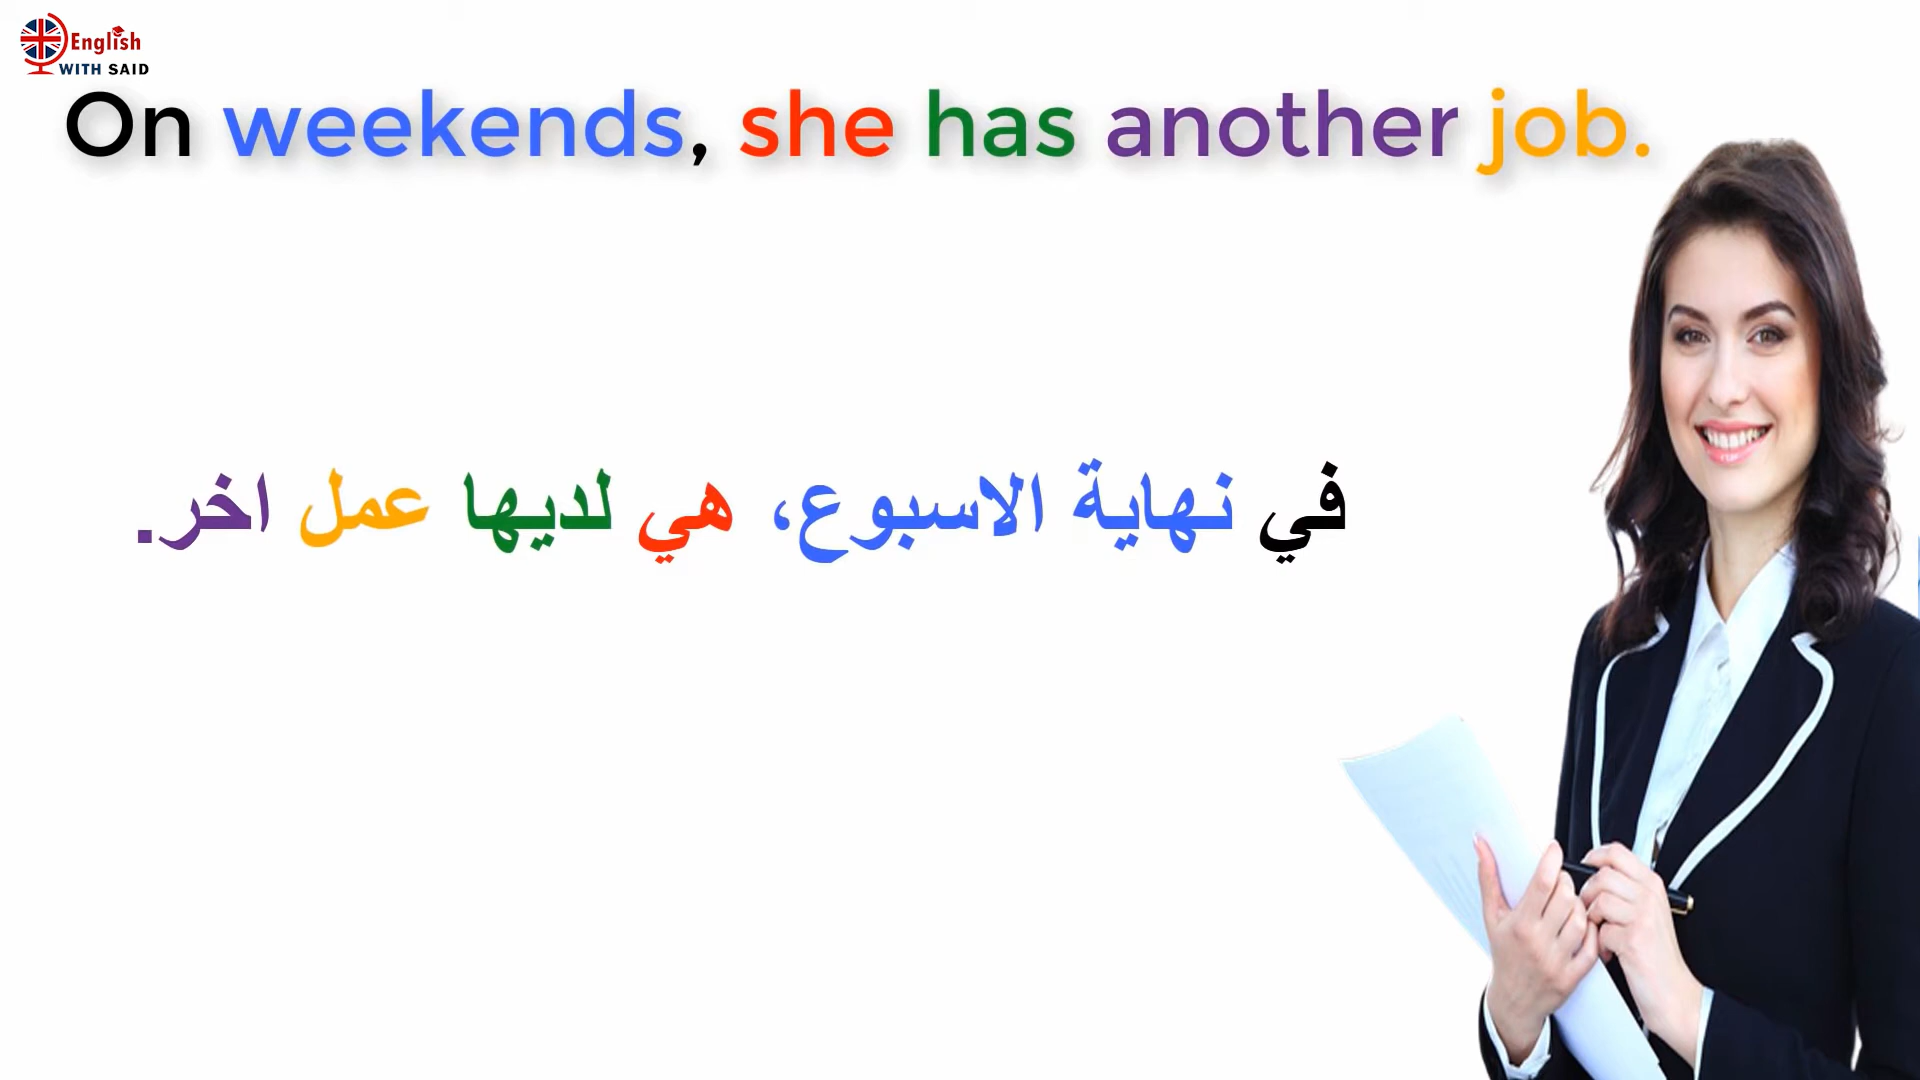 English
WITH SAID
On weekends, she has another job.
في نهاية الاسبوع، هي لديها عمل اخر.